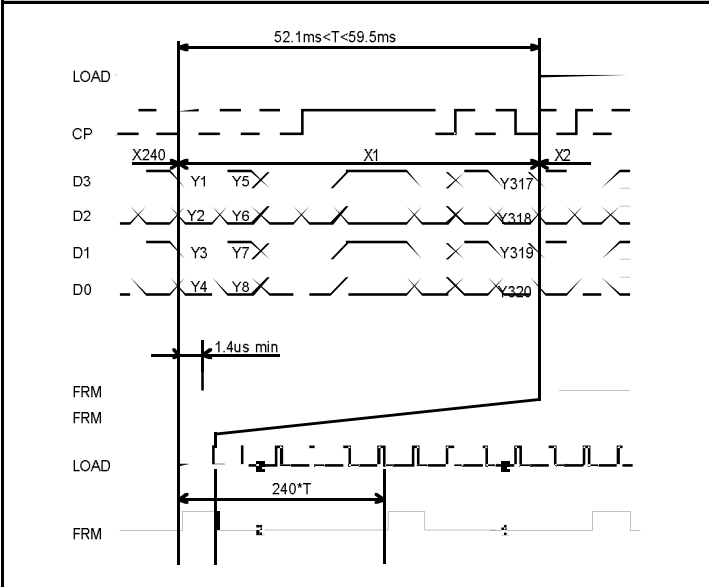 52.1ms<T<59.5ms
LOAD
CP
X240 X1 X2
D3 Y1 Y5 Y317
D2 Y2 Y6 Y318
D1 Y3 Y7 Y319
D0 Y4 Y8 Y320
1.4us min
FRM
FRM
LOAD
240*T
FRM